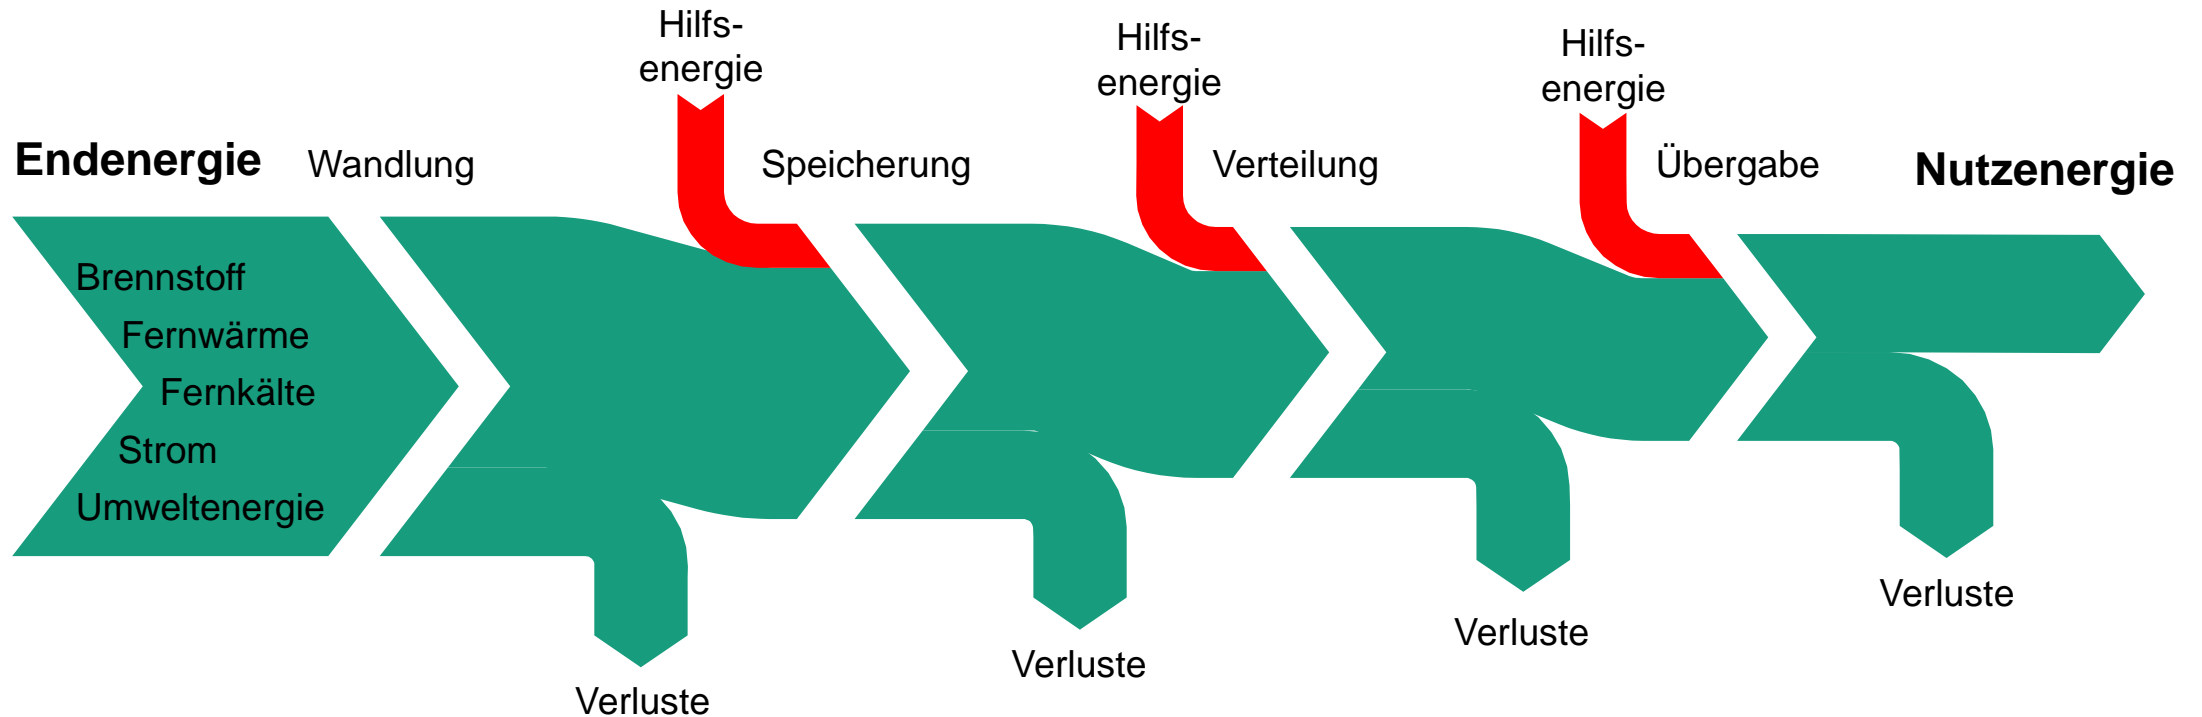 Hilfs-
energie
Hilfs-
energie
Hilfs-
energie
Endenergie
Wandlung
Speicherung
Verteilung
Übergabe
Nutzenergie
Brennstoff
Fernwärme
Fernkälte
Strom
Umweltenergie
Verluste
Verluste
Verluste
Verluste